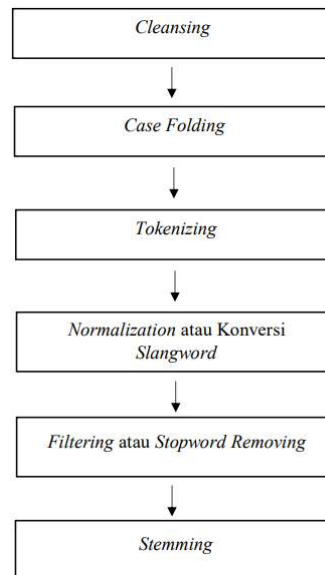 Cleansing
Case Folding
Tokenizing
Normalization atau Konversi
Slangword
Filtering atau Stopword Removing
Stemming